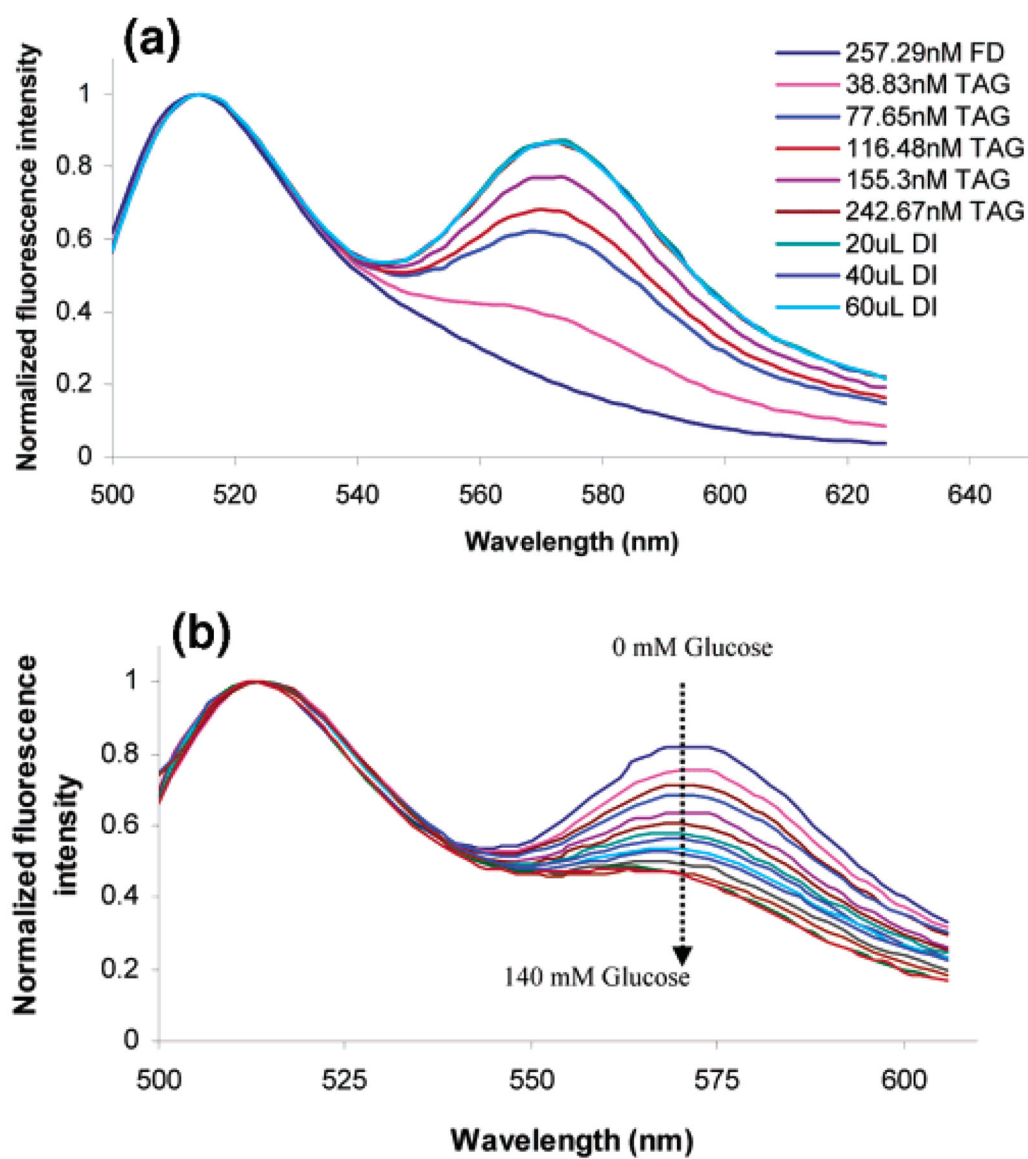 (a)
Normalized fluorescence intensity
1
0.8
0.6
0.4
0.2
0
500 520 540 560 580 600 620 640
Wavelength (nm)
257.29nM FD
38.83nM TAG
77.65nM TAG
116.48nM TAG
155.3nM TAG
242.67nM TAG
20uL DI
40uL DI
60uL DI
(b)
Normalized fluorescence
intensity
1
0.8
0.6
0.4
0.2
0
0 mM Glucose
140 mM Glucose
500 525 550 575 600
Wavelength (nm)